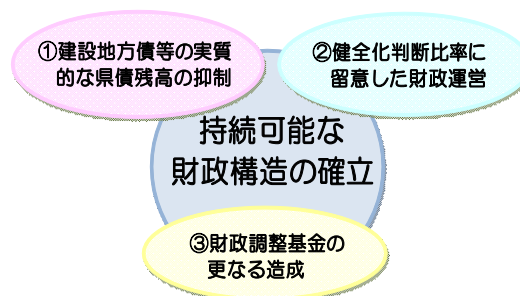 ①建設地方債等の実質
的な県債残高の抑制
②健全化判断比率に
留意した財政運営
持続可能な
財政構造の確立
③財政調整基金の
更なる造成